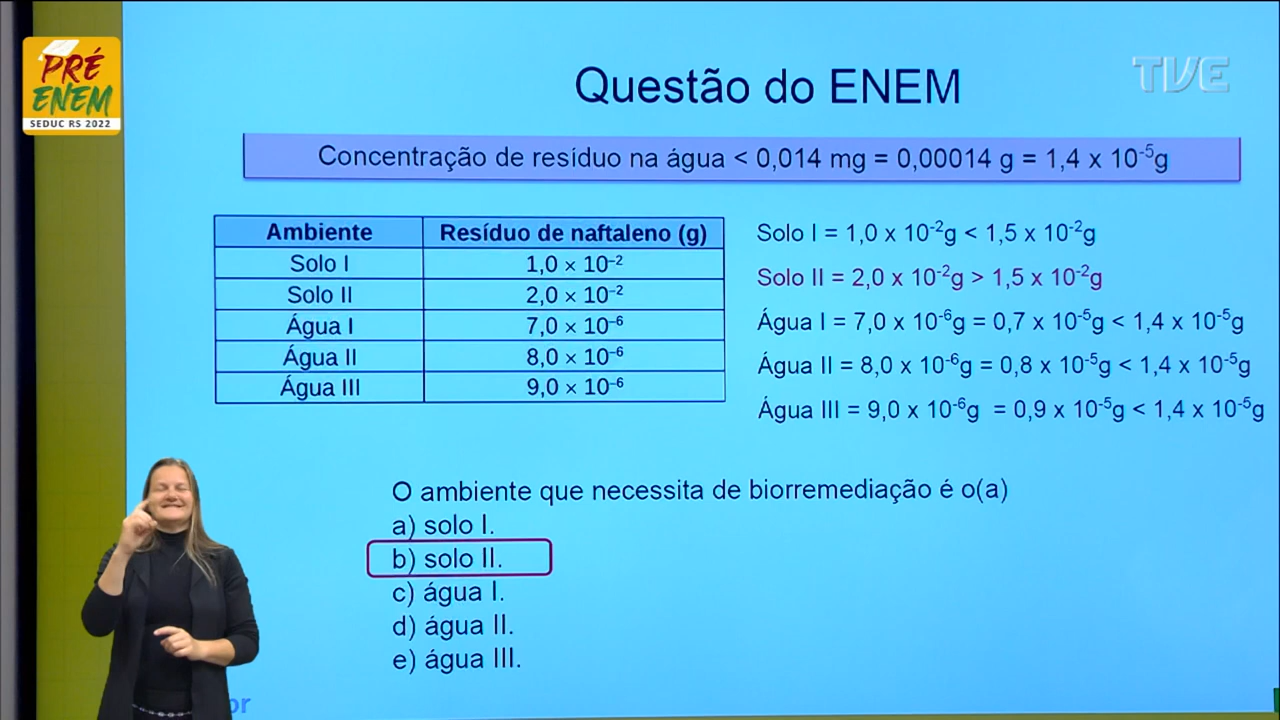 PRÉ
ENEM
SEDUC RS 2022
TVE
Questão do ENEM
Concentração de resíduo na água < 0,014 mg = 0,00014 g = 1,4 x 10⁻⁵g
Ambiente Resíduo de naftaleno (g)
Solo I 1,0 × 10⁻²
Solo II 2,0 × 10⁻²
Água I 7,0 × 10⁻⁶
Água II 8,0 × 10⁻⁶
Água III 9,0 × 10⁻⁶
Solo I = 1,0 x 10⁻²g < 1,5 x 10⁻²g
Solo II = 2,0 x 10⁻²g > 1,5 x 10⁻²g
Água I = 7,0 x 10⁻⁶g = 0,7 x 10⁻⁵g < 1,4 x 10⁻⁵g
Água II = 8,0 x 10⁻⁶g = 0,8 x 10⁻⁵g < 1,4 x 10⁻⁵g
Água III = 9,0 x 10⁻⁶g = 0,9 x 10⁻⁵g < 1,4 x 10⁻⁵g
O ambiente que necessita de biorremediação é o(a)
a) solo I.
b) solo II.
c) água I.
d) água II.
e) água III.